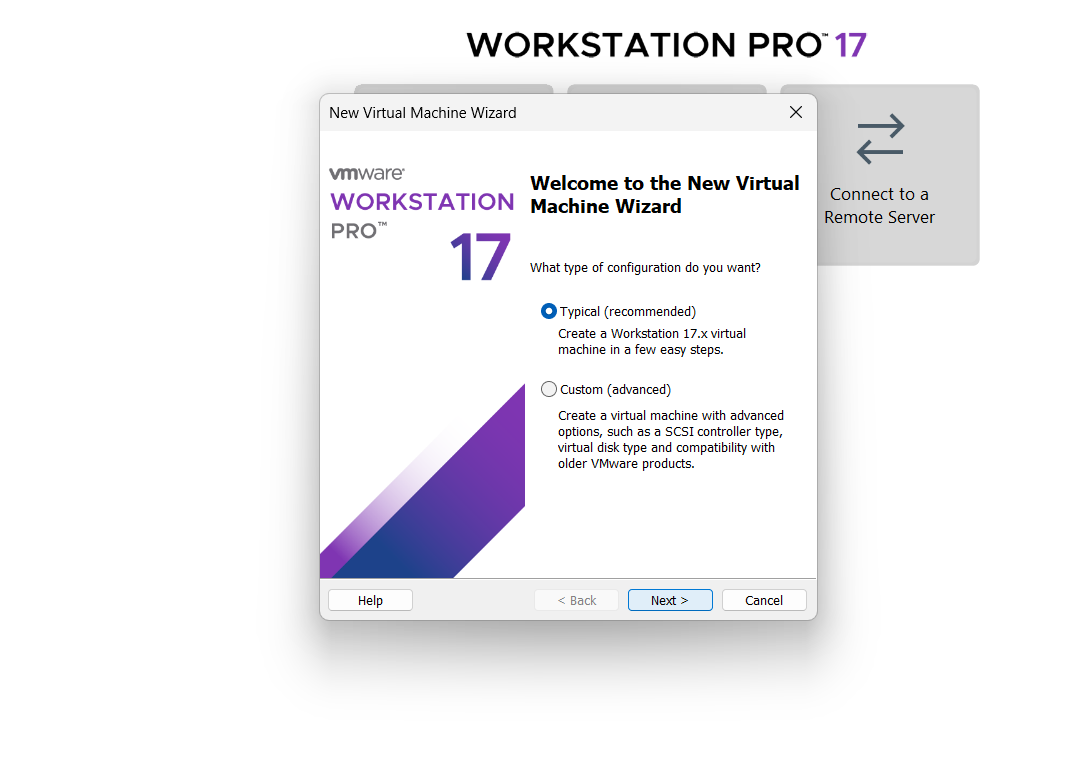 WORKSTATION PRO™ 17
New Virtual Machine Wizard
vmware®
WORKSTATION
PRO™
17
Welcome to the New Virtual
Machine Wizard
What type of configuration do you want?
Typical (recommended)
Create a Workstation 17.x virtual
machine in a few easy steps.
Custom (advanced)
Create a virtual machine with advanced
options, such as a SCSI controller type,
virtual disk type and compatibility with
older VMware products.
Connect to a
Remote Server
Help
< Back
Next >
Cancel